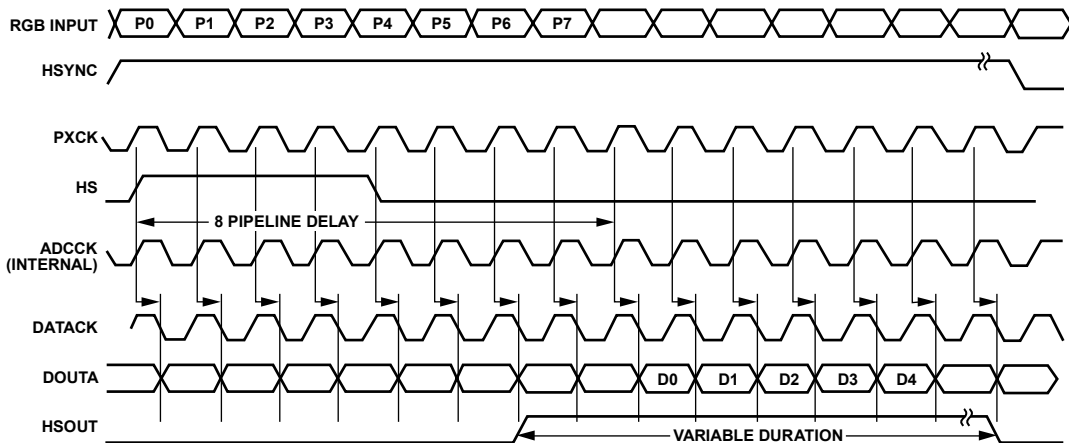 RGB INPUT P0 P1 P2 P3 P4 P5 P6 P7
HSYNC
PXCK
HS
8 PIPELINE DELAY
ADCCK
(INTERNAL)
DATACK
DOUTA D0 D1 D2 D3 D4
HSOUT VARIABLE DURATION